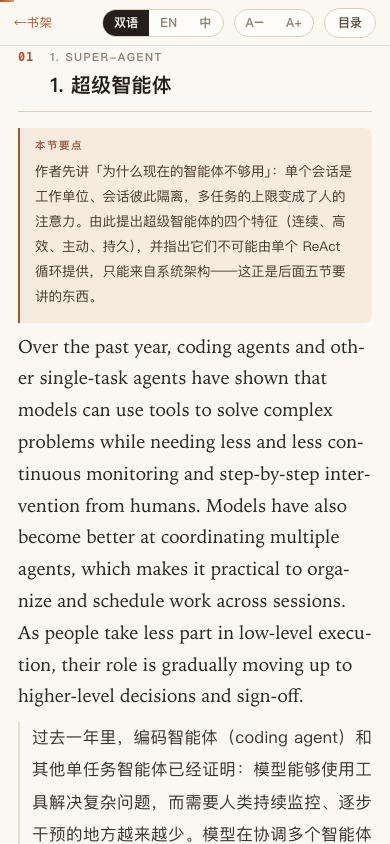 ←书架
双语 EN 中
A− A+
目录
01 1. SUPER-AGENT
1. 超级智能体
本节要点
作者先讲「为什么现在的智能体不够用」：单个会话是
工作单位、会话彼此隔离，多任务的上限变成了人的
注意力。由此提出超级智能体的四个特征（连续、高
效、主动、持久），并指出它们不可能由单个 ReAct
循环提供，只能来自系统架构——这正是后面五节要
讲的东西。
Over the past year, coding agents and oth-
er single-task agents have shown that
models can use tools to solve complex
problems while needing less and less con-
tinuous monitoring and step-by-step inter-
vention from humans. Models have also
become better at coordinating multiple
agents, which makes it practical to orga-
nize and schedule work across sessions.
As people take less part in low-level execu-
tion, their role is gradually moving up to
higher-level decisions and sign-off.
过去一年里，编码智能体（coding agent）和
其他单任务智能体已经证明：模型能够使用工
具解决复杂问题，而需要人类持续监控、逐步
干预的地方越来越少。模型在协调多个智能体